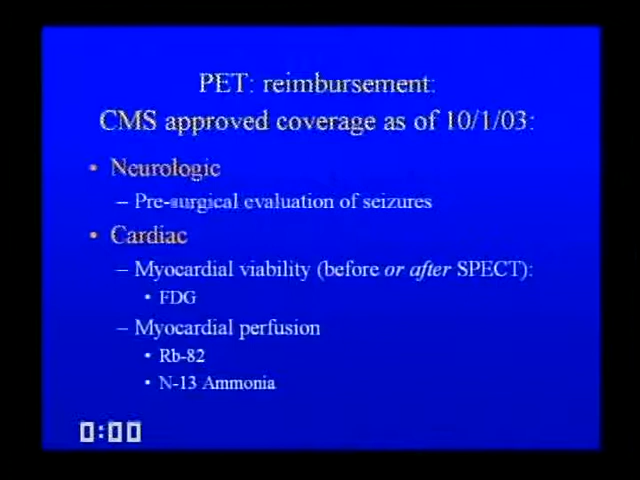 PET: reimbursement:
CMS approved coverage as of 10/1/03:
• Neurologic
– Pre-surgical evaluation of seizures
• Cardiac
– Myocardial viability (before or after SPECT):
• FDG
– Myocardial perfusion
• Rb-82
• N-13 Ammonia
0:00